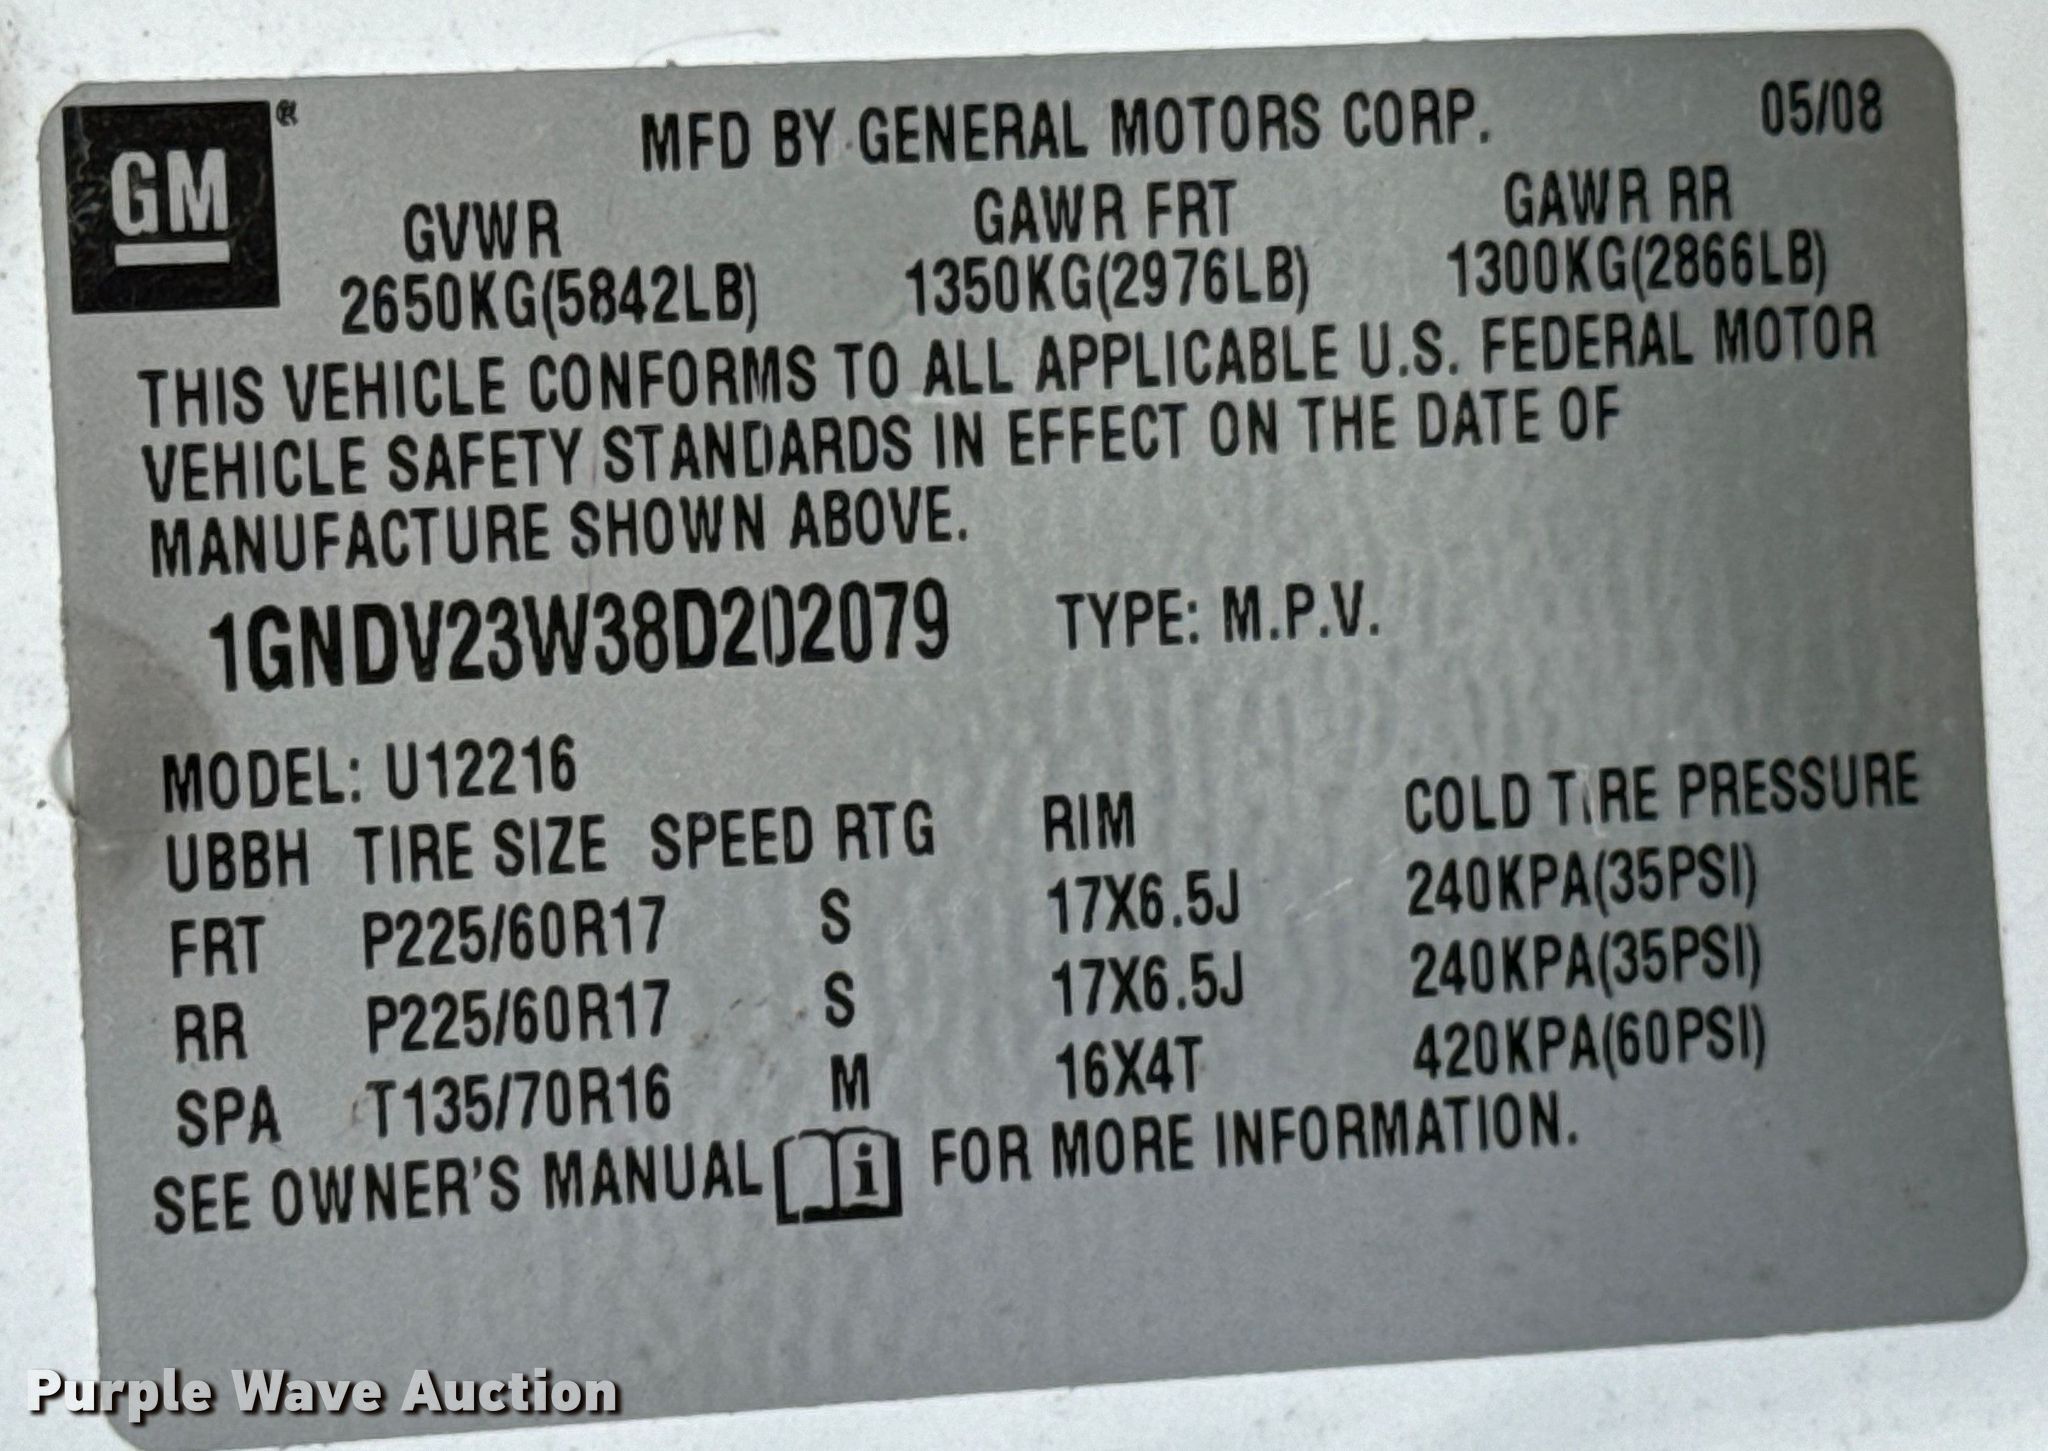 GM®
MFD BY GENERAL MOTORS CORP. 05/08
GVWR GAWR FRT GAWR RR
2650KG(5842LB) 1350KG(2976LB) 1300KG(2866LB)
THIS VEHICLE CONFORMS TO ALL APPLICABLE U.S. FEDERAL MOTOR
VEHICLE SAFETY STANDARDS IN EFFECT ON THE DATE OF
MANUFACTURE SHOWN ABOVE.
1GNDV23W38D202079 TYPE: M.P.V.
MODEL: U12216
UBBH TIRE SIZE SPEED RTG RIM COLD TIRE PRESSURE
FRT P225/60R17 S 17X6.5J 240KPA(35PSI)
RR P225/60R17 S 17X6.5J 240KPA(35PSI)
SPA T135/70R16 M 16X4T 420KPA(60PSI)
SEE OWNER'S MANUAL i FOR MORE INFORMATION.
Purple Wave Auction